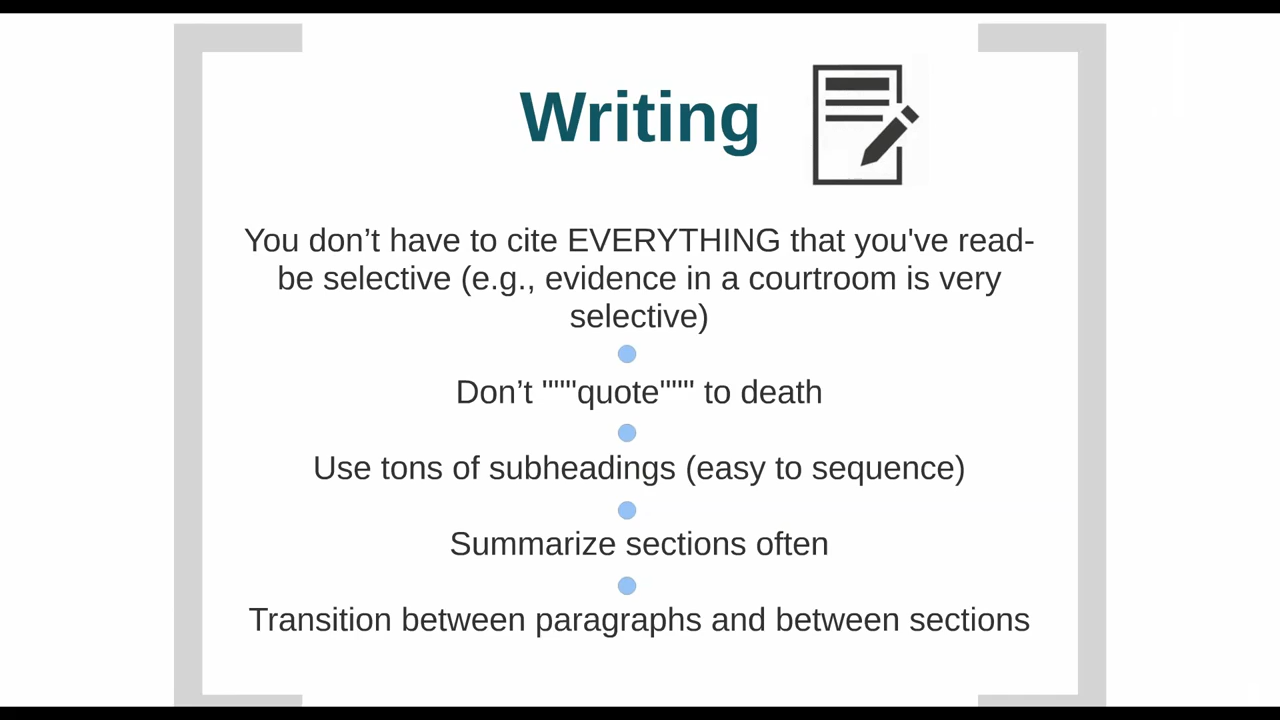 Writing
You don’t have to cite EVERYTHING that you've read-
be selective (e.g., evidence in a courtroom is very
selective)
Don’t """quote""" to death
Use tons of subheadings (easy to sequence)
Summarize sections often
Transition between paragraphs and between sections